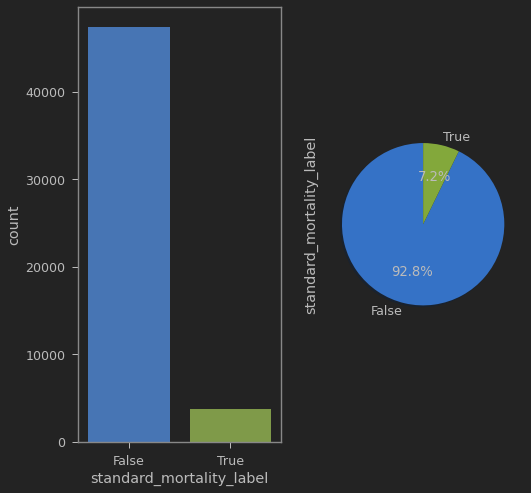 40000
30000
20000
10000
0
count
False
True
standard_mortality_label
standard_mortality_label
True
7.2%
92.8%
False